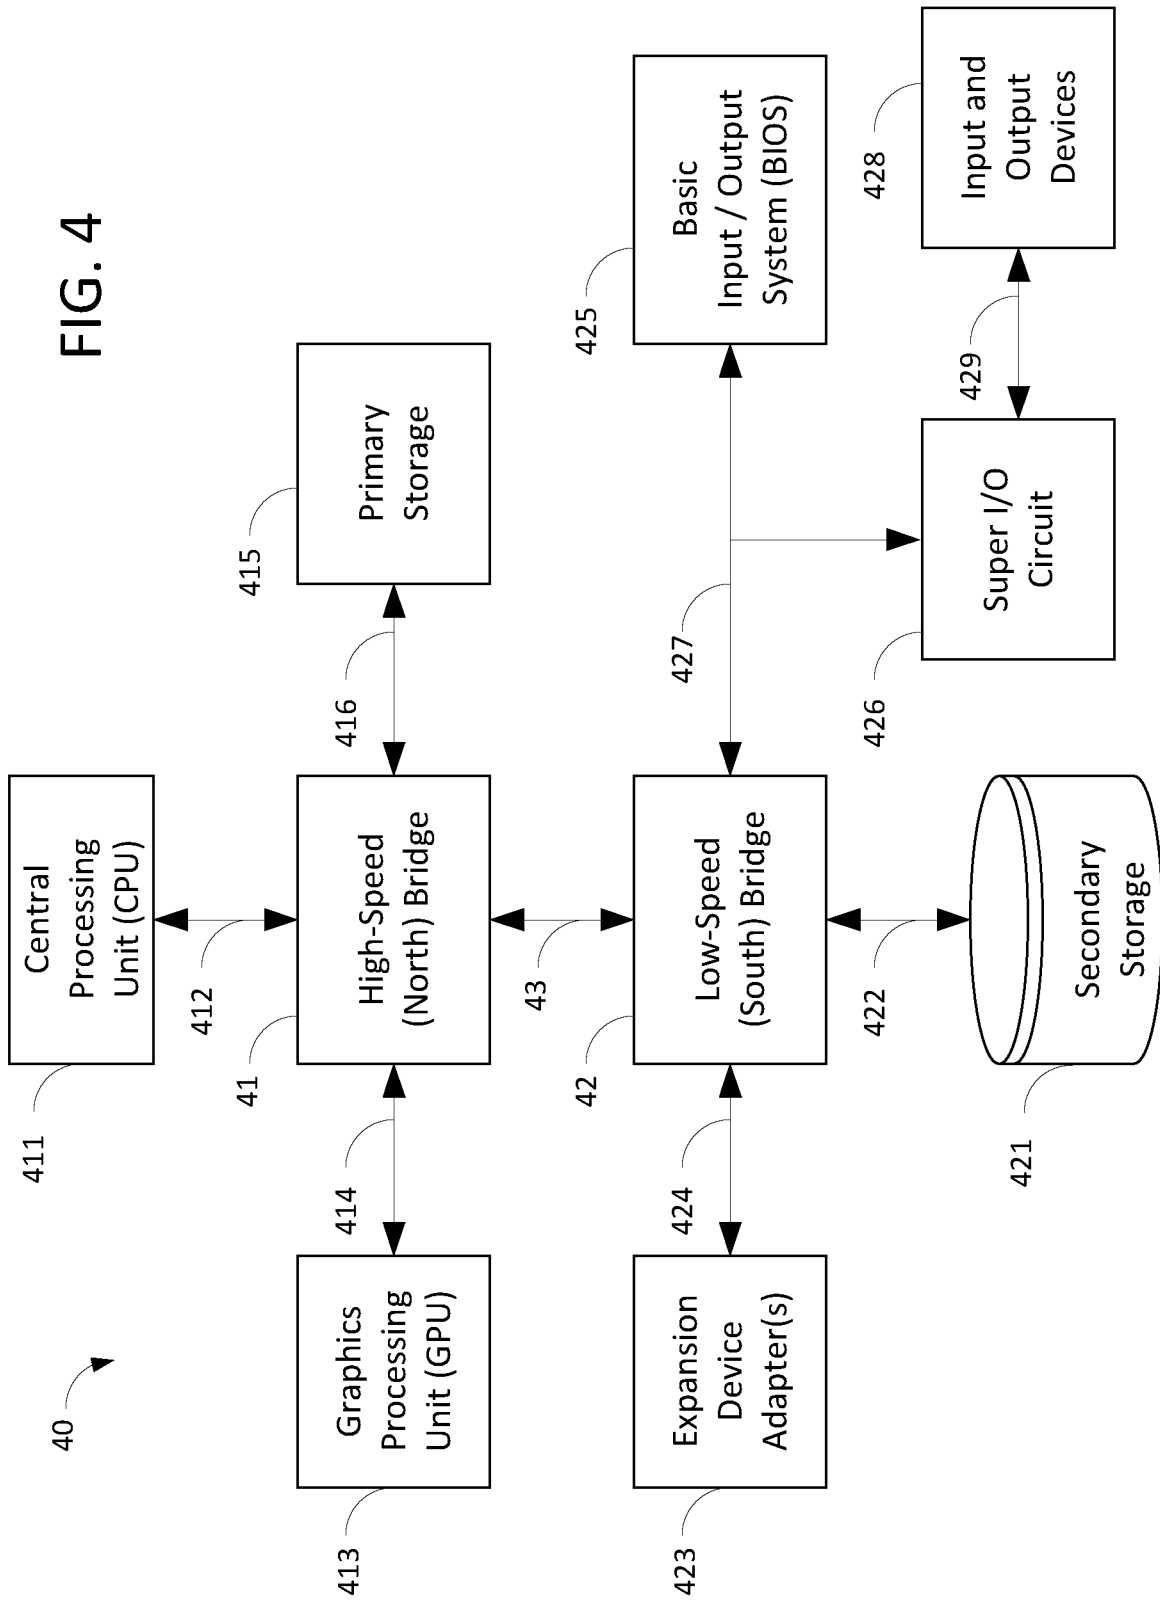 FIG. 4
40
411
Central
Processing
Unit (CPU)
412
413
Graphics
Processing
Unit (GPU)
414
41
High-Speed
(North) Bridge
416
415
Primary
Storage
43
423
Expansion
Device
Adapter(s)
424
42
Low-Speed
(South) Bridge
427
425
Basic
Input / Output
System (BIOS)
422
421
Secondary
Storage
426
Super I/O
Circuit
429
428
Input and
Output
Devices